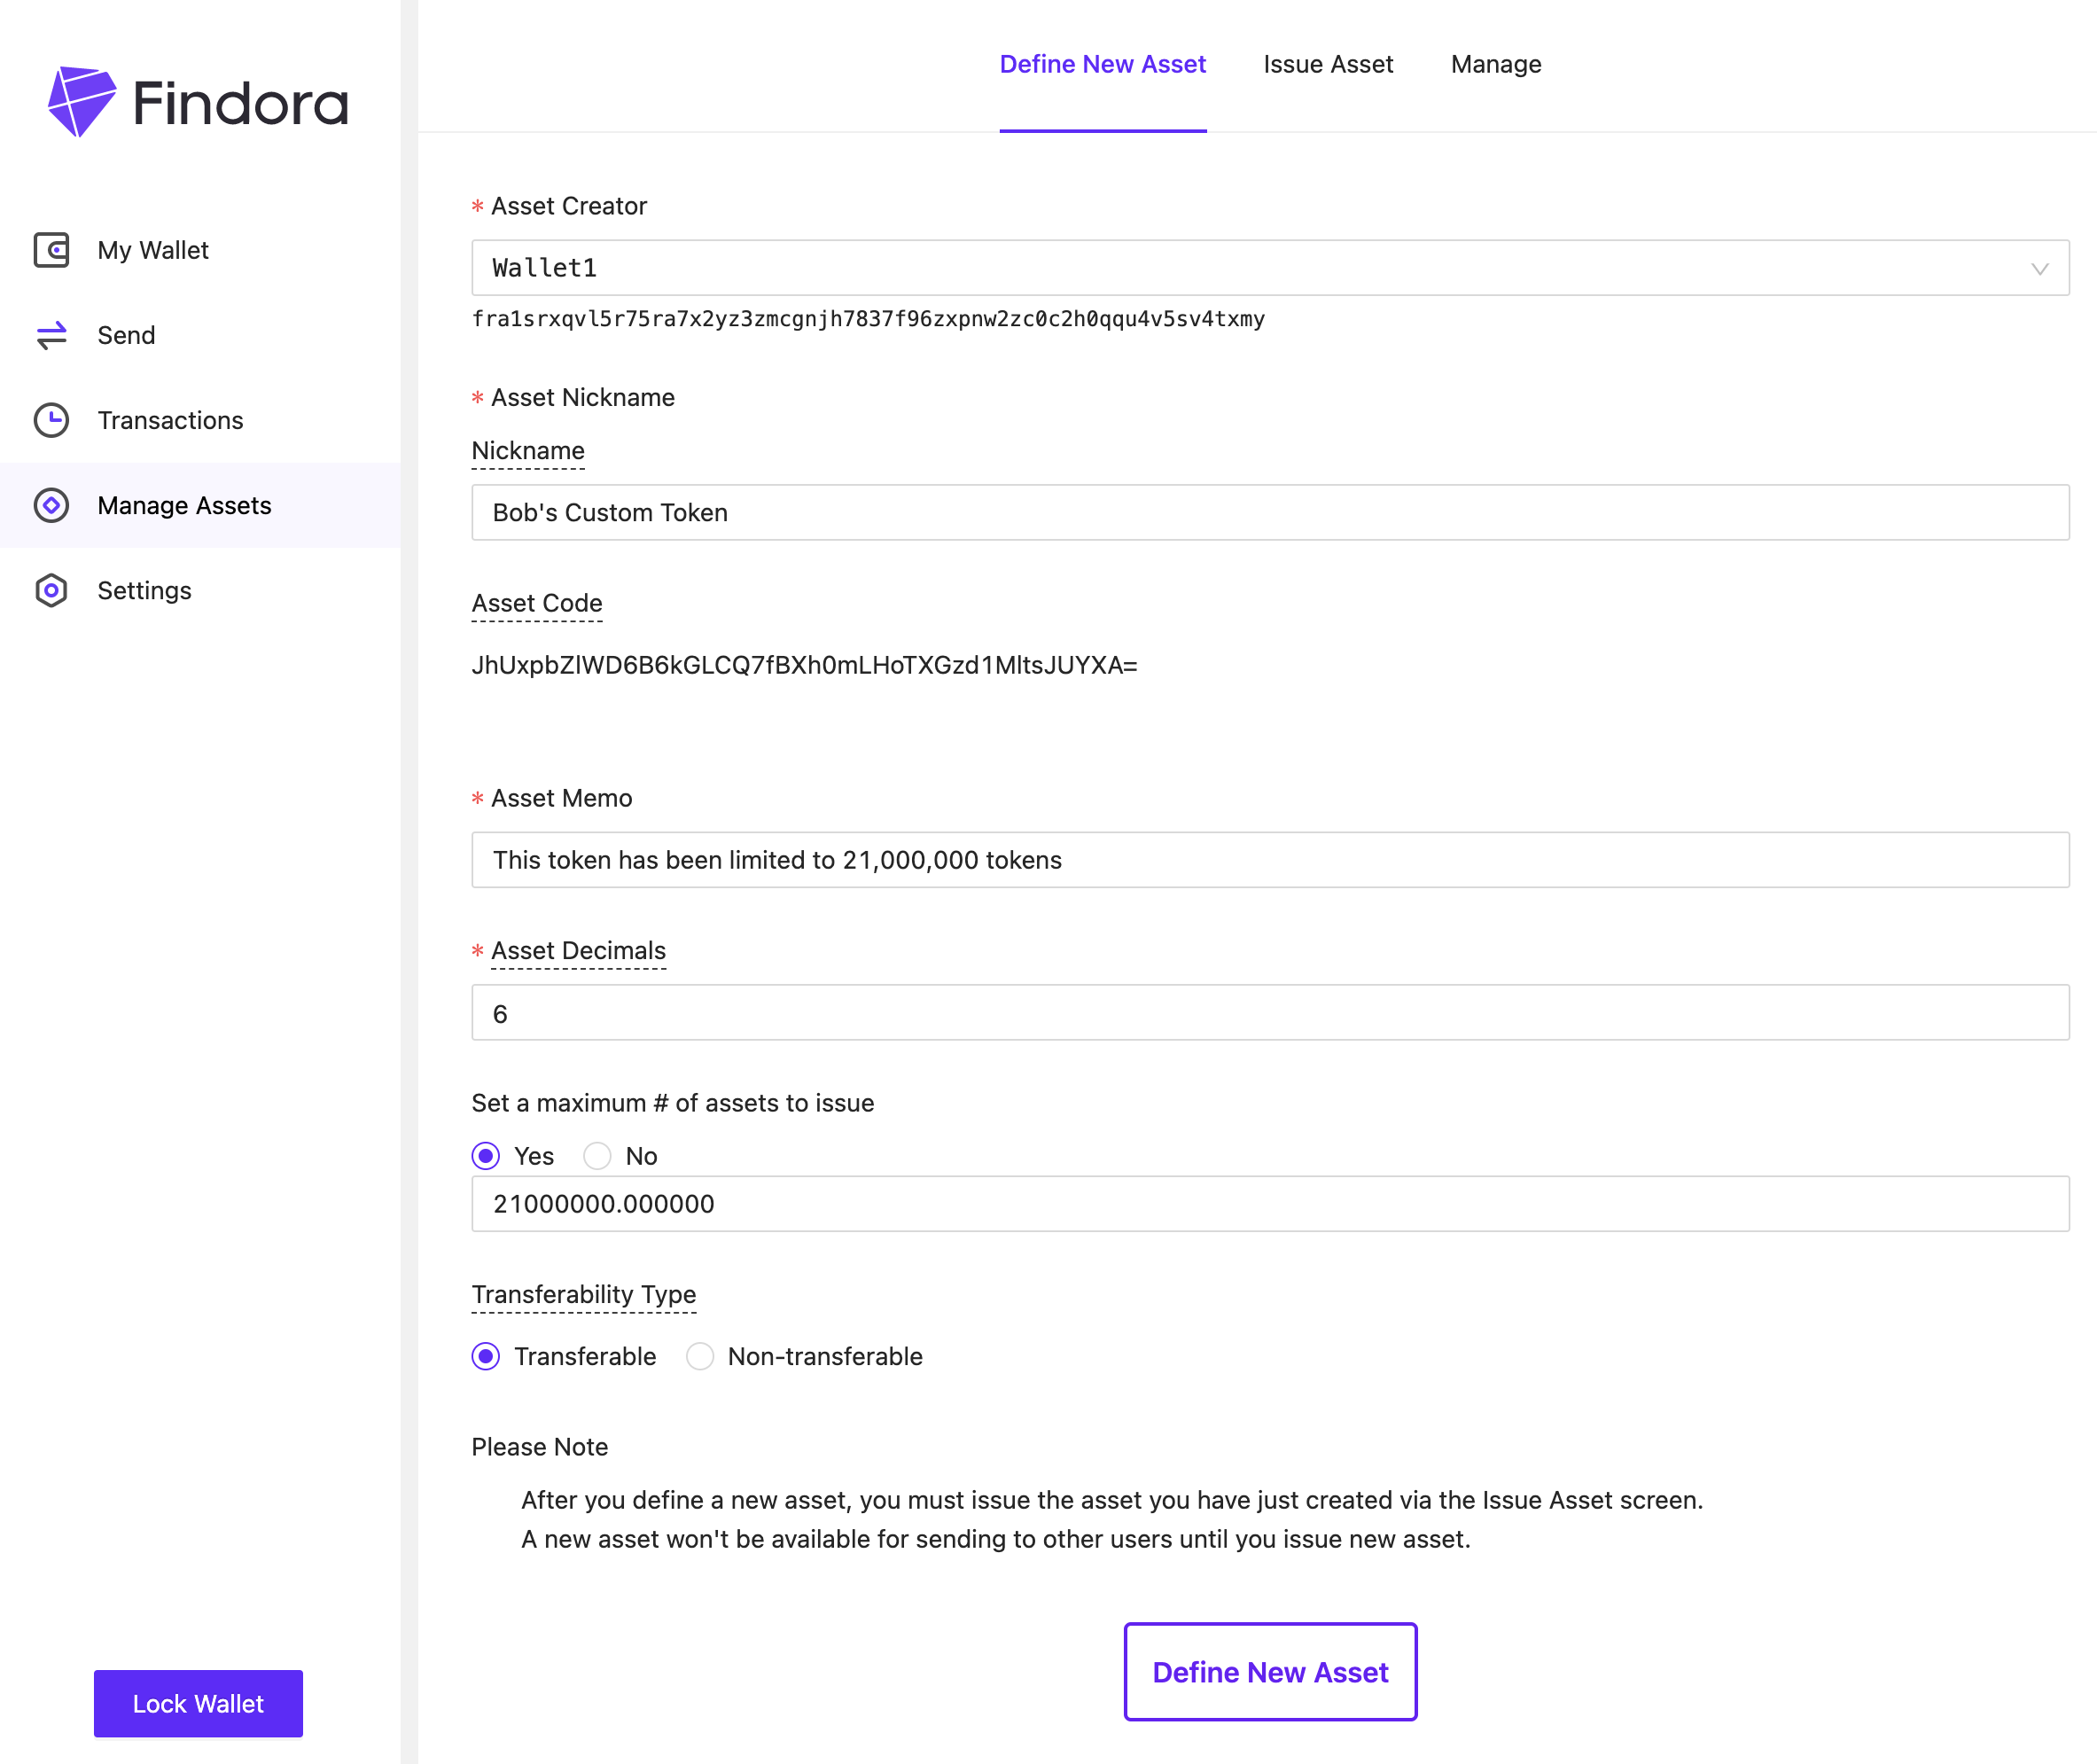 Findora
My Wallet
Send
Transactions
Manage Assets
Settings
Lock Wallet
Define New Asset
Issue Asset
Manage
* Asset Creator
Wallet1
fra1srxqvl5r75ra7x2yz3zmcgnjh7837f96zxpnw2zc0c2h0qqu4v5sv4txmy
* Asset Nickname
Nickname
Bob's Custom Token
Asset Code
JhUxpbZlWD6B6kGLCQ7fBXh0mLHoTXGzd1MltsJUYXA=
* Asset Memo
This token has been limited to 21,000,000 tokens
* Asset Decimals
6
Set a maximum # of assets to issue
Yes No
21000000.000000
Transferability Type
Transferable Non-transferable
Please Note
After you define a new asset, you must issue the asset you have just created via the Issue Asset screen.
A new asset won't be available for sending to other users until you issue new asset.
Define New Asset